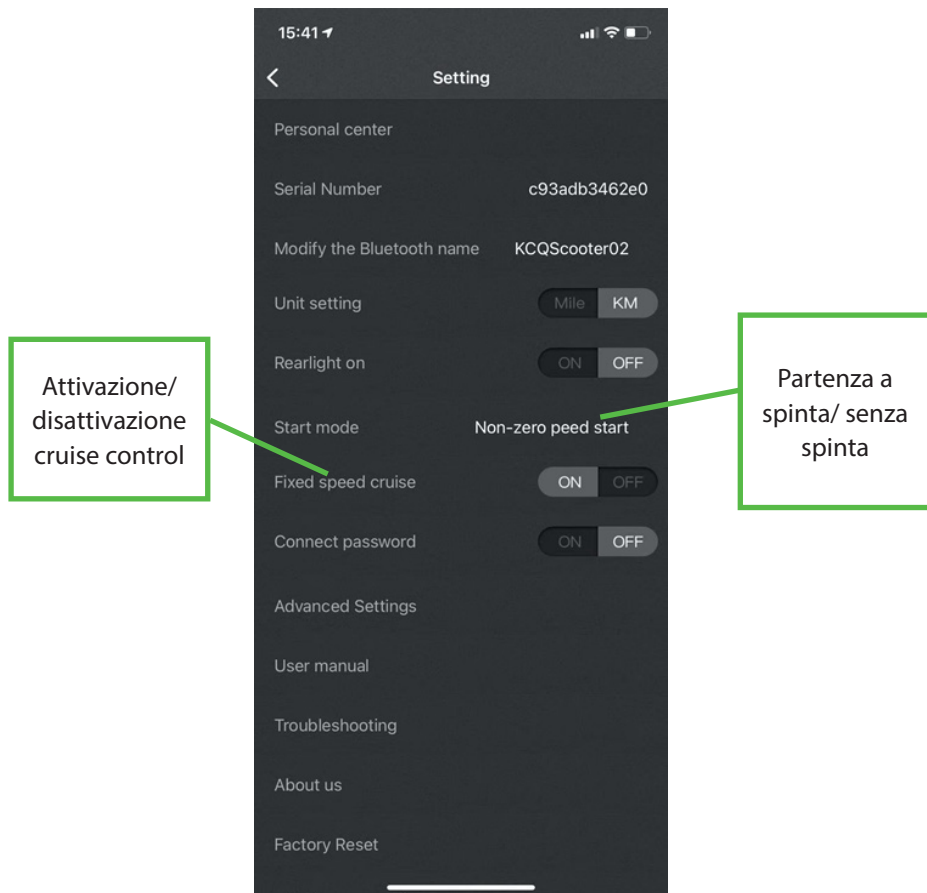 15:41
Setting
Personal center
Serial Number c93adb3462e0
Modify the Bluetooth name KCQScooter02
Unit setting Mile KM
Rearlight on ON OFF
Start mode Non-zero peed start
Fixed speed cruise ON OFF
Connect password ON OFF
Advanced Settings
User manual
Troubleshooting
About us
Factory Reset
Attivazione/
disattivazione
cruise control
Partenza a
spinta/ senza
spinta